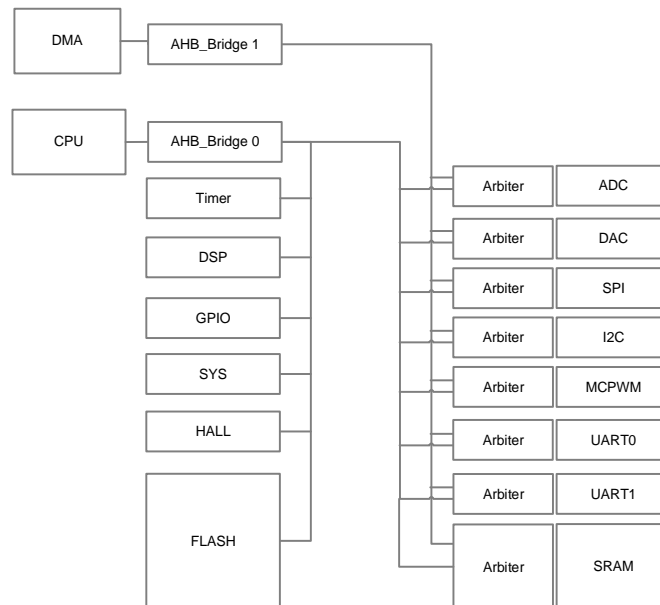 DMA
AHB_Bridge 1
CPU
AHB_Bridge 0
Timer
DSP
GPIO
SYS
HALL
FLASH
Arbiter ADC
Arbiter DAC
Arbiter SPI
Arbiter I2C
Arbiter MCPWM
Arbiter UART0
Arbiter UART1
Arbiter SRAM